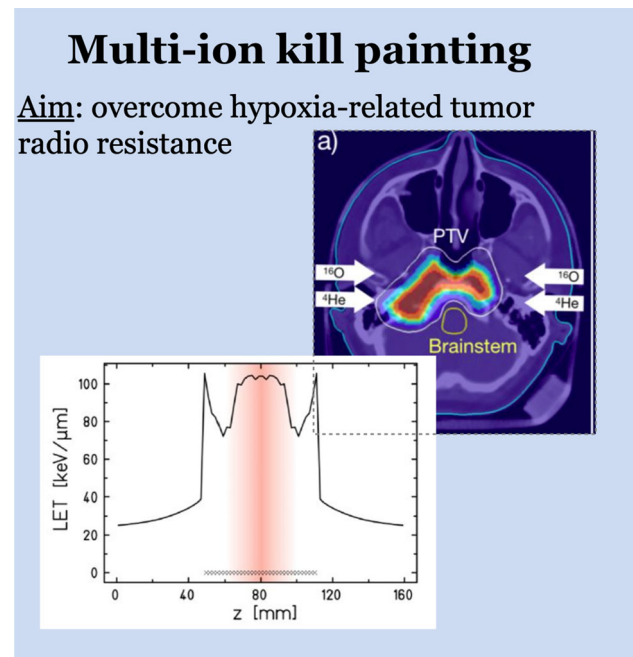 Multi-ion kill painting
Aim: overcome hypoxia-related tumor
radio resistance
a)
PTV
¹⁶O
¹⁶O
⁴He
⁴He
Brainstem
LET [keV/μm]
100
80
60
40
20
0
0 40 80 120 160
z [mm]